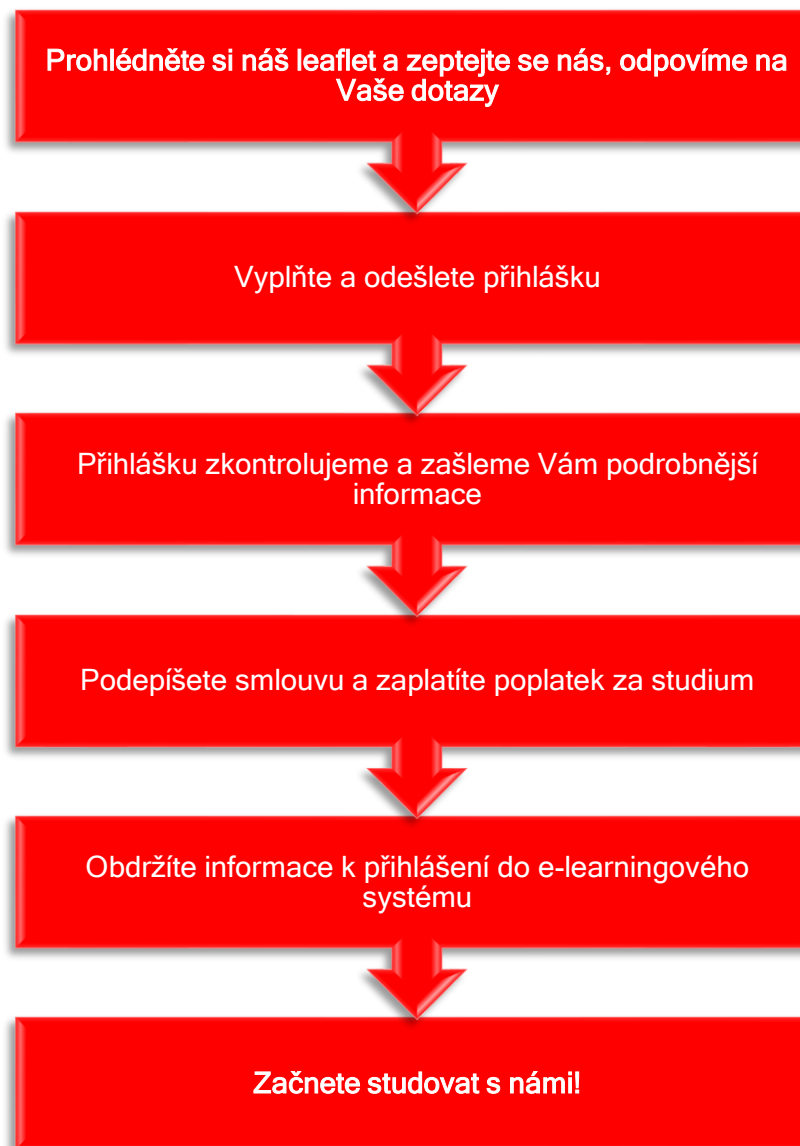 Prohlédněte si náš leaflet a zeptejte se nás, odpovíme na
Vaše dotazy
Vyplňte a odešlete přihlášku
Přihlášku zkontrolujeme a zašleme Vám podrobnější
informace
Podepíšete smlouvu a zaplatíte poplatek za studium
Obdržíte informace k přihlášení do e-learningového
systému
Začnete studovat s námi!